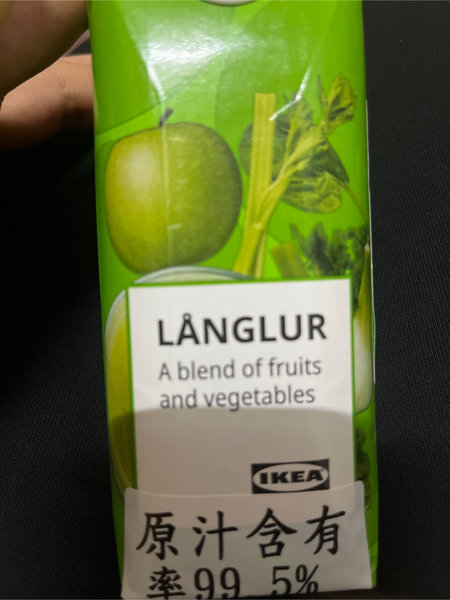 LÅNGLUR
A blend of fruits
and vegetables
IKEA
原汁含有
率99.5%